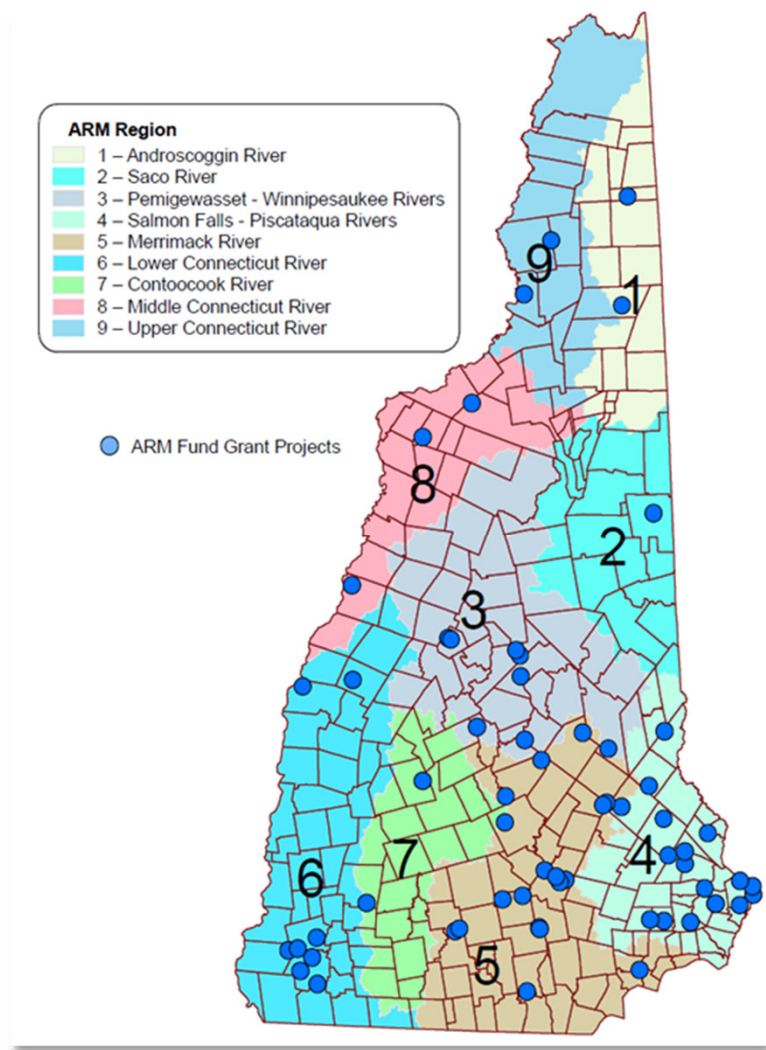 ARM Region
1 – Androscoggin River
2 – Saco River
3 – Pemigewasset - Winnipesaukee Rivers
4 – Salmon Falls - Piscataqua Rivers
5 – Merrimack River
6 – Lower Connecticut River
7 – Contoocook River
8 – Middle Connecticut River
9 – Upper Connecticut River
ARM Fund Grant Projects
9
1
8
2
3
4
7
6
5